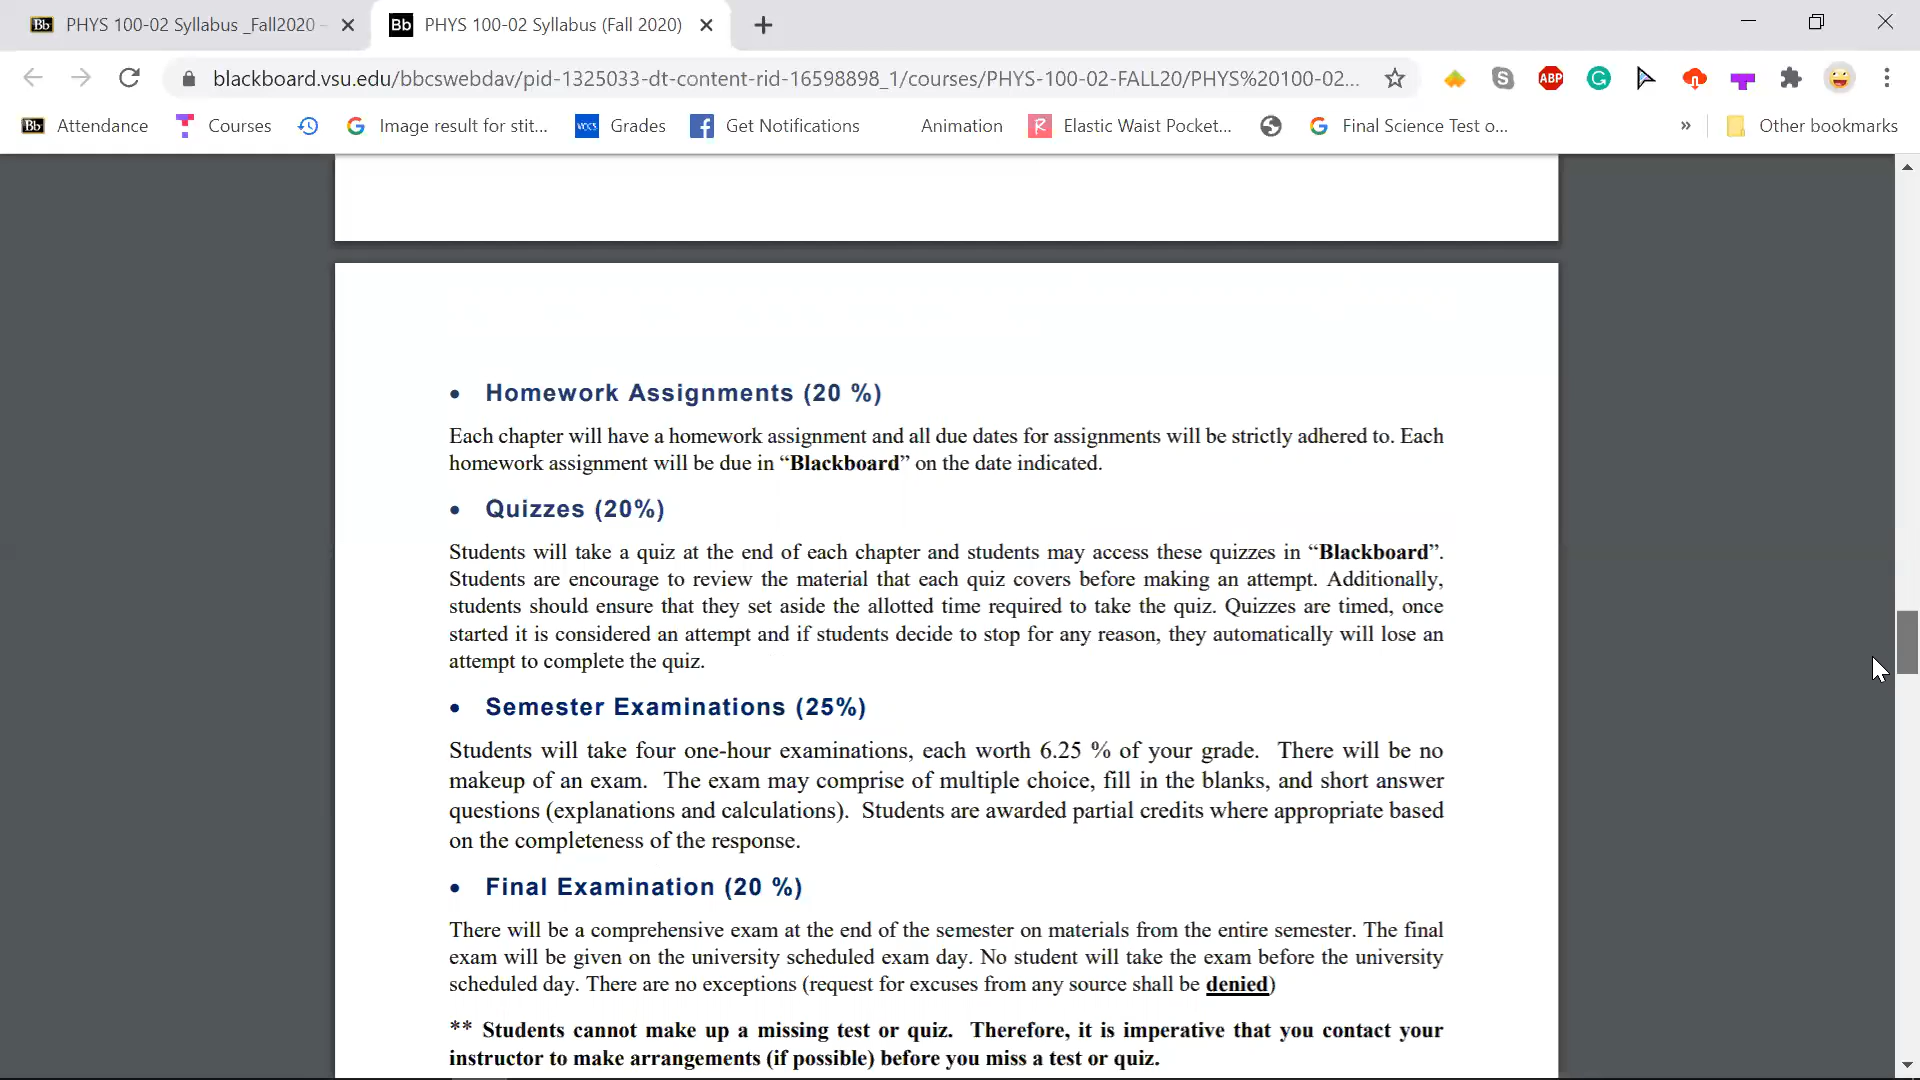 Bb PHYS 100-02 Syllabus _Fall2020 –
Bb PHYS 100-02 Syllabus (Fall 2020)
blackboard.vsu.edu/bbcswebdav/pid-1325033-dt-content-rid-16598898_1/courses/PHYS-100-02-FALL20/PHYS%20100-02...
ABP
Bb Attendance Courses Image result for stit... VCCS Grades Get Notifications Animation R Elastic Waist Pocket... Final Science Test o... » Other bookmarks
• Homework Assignments (20 %)
Each chapter will have a homework assignment and all due dates for assignments will be strictly adhered to. Each
homework assignment will be due in “Blackboard” on the date indicated.
• Quizzes (20%)
Students will take a quiz at the end of each chapter and students may access these quizzes in “Blackboard”.
Students are encourage to review the material that each quiz covers before making an attempt. Additionally,
students should ensure that they set aside the allotted time required to take the quiz. Quizzes are timed, once
started it is considered an attempt and if students decide to stop for any reason, they automatically will lose an
attempt to complete the quiz.
• Semester Examinations (25%)
Students will take four one-hour examinations, each worth 6.25 % of your grade. There will be no
makeup of an exam. The exam may comprise of multiple choice, fill in the blanks, and short answer
questions (explanations and calculations). Students are awarded partial credits where appropriate based
on the completeness of the response.
• Final Examination (20 %)
There will be a comprehensive exam at the end of the semester on materials from the entire semester. The final
exam will be given on the university scheduled exam day. No student will take the exam before the university
scheduled day. There are no exceptions (request for excuses from any source shall be denied)
** Students cannot make up a missing test or quiz. Therefore, it is imperative that you contact your
instructor to make arrangements (if possible) before you miss a test or quiz.